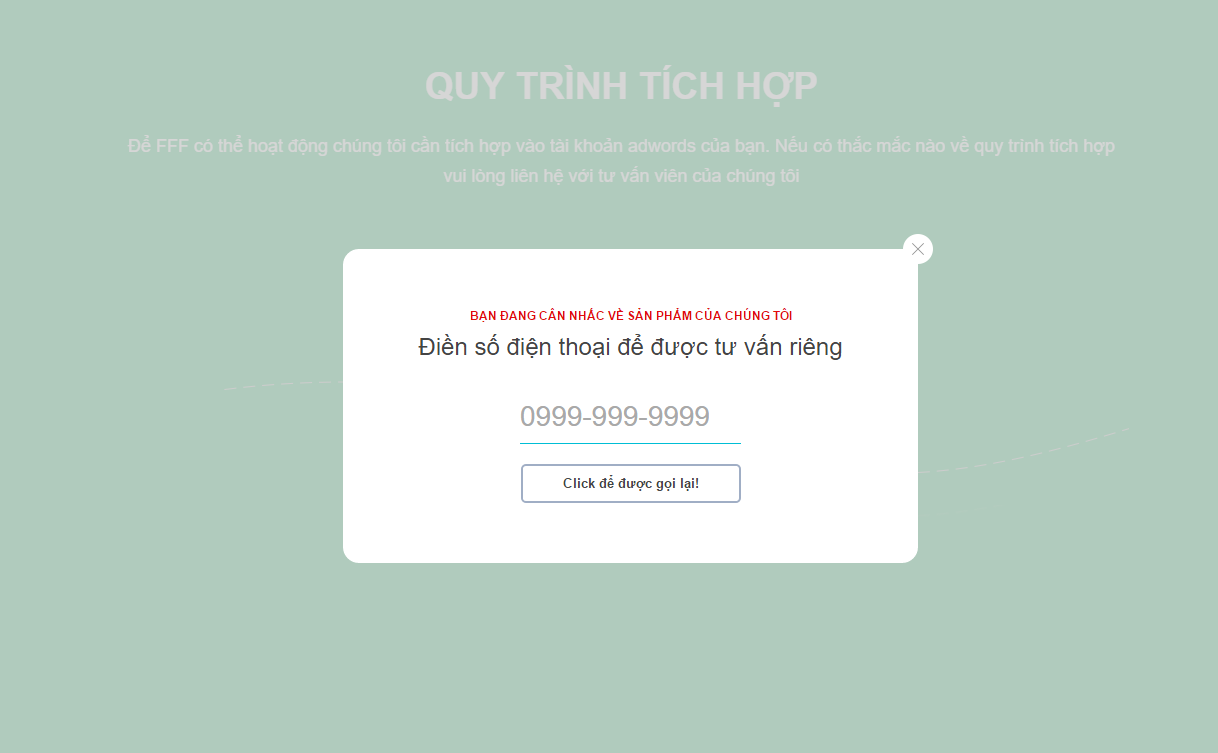 QUY TRÌNH TÍCH HỢP
Để FFF có thể hoạt động chúng tôi cần tích hợp vào tài khoản adwords của bạn. Nếu có thắc mắc nào về quy trính tích hợp
vui lòng liên hệ với tư vấn viên của chúng tôi
BẠN ĐANG CÂN NHẮC VỀ SẢN PHẨM CỦA CHÚNG TÔI
Điền số điện thoại để được tư vấn riêng
0999-999-9999
Click để được gọi lại!